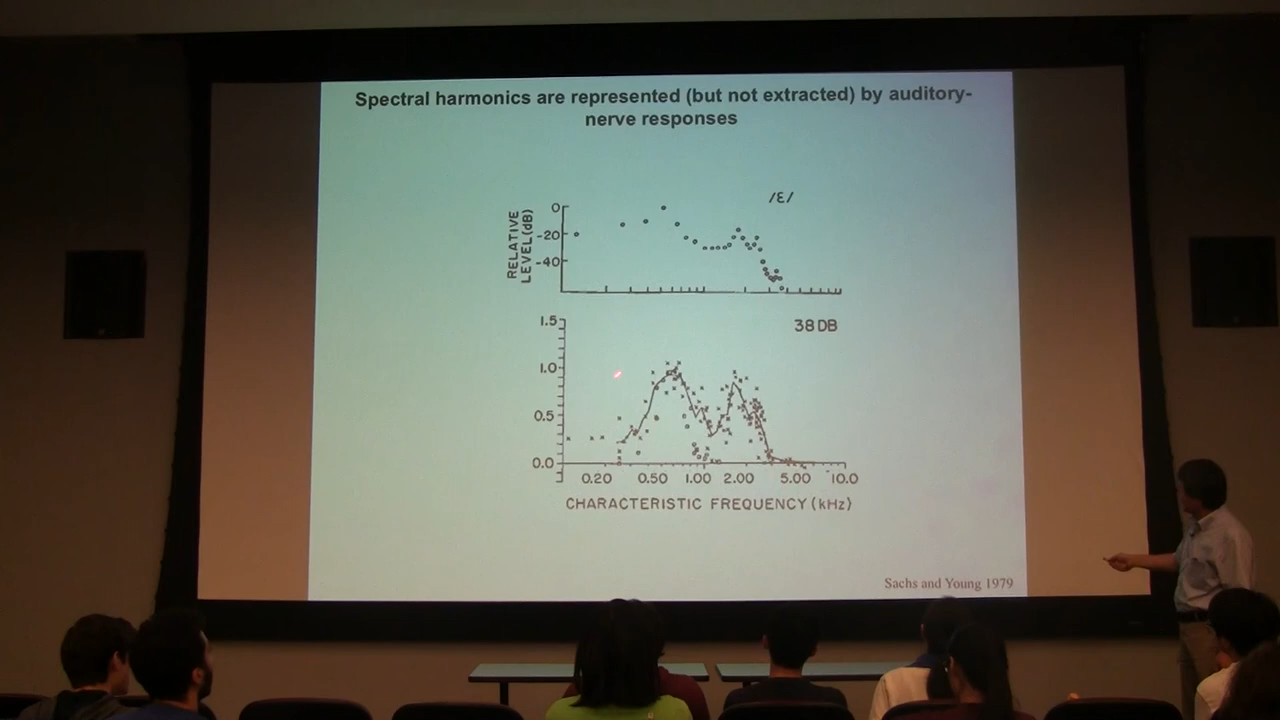 Spectral harmonics are represented (but not extracted) by auditory-
nerve responses
/ε/
RELATIVE
LEVEL (dB)
0
-20
-40
38 DB
1.5
1.0
0.5
0.0
0.20 0.50 1.00 2.00 5.00 10.0
CHARACTERISTIC FREQUENCY (kHz)
Sachs and Young 1979